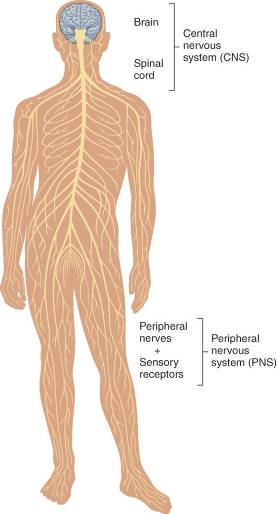 Brain
Spinal
cord
Central
nervous
system (CNS)
Peripheral
nerves
+
Sensory
receptors
Peripheral
nervous
system (PNS)